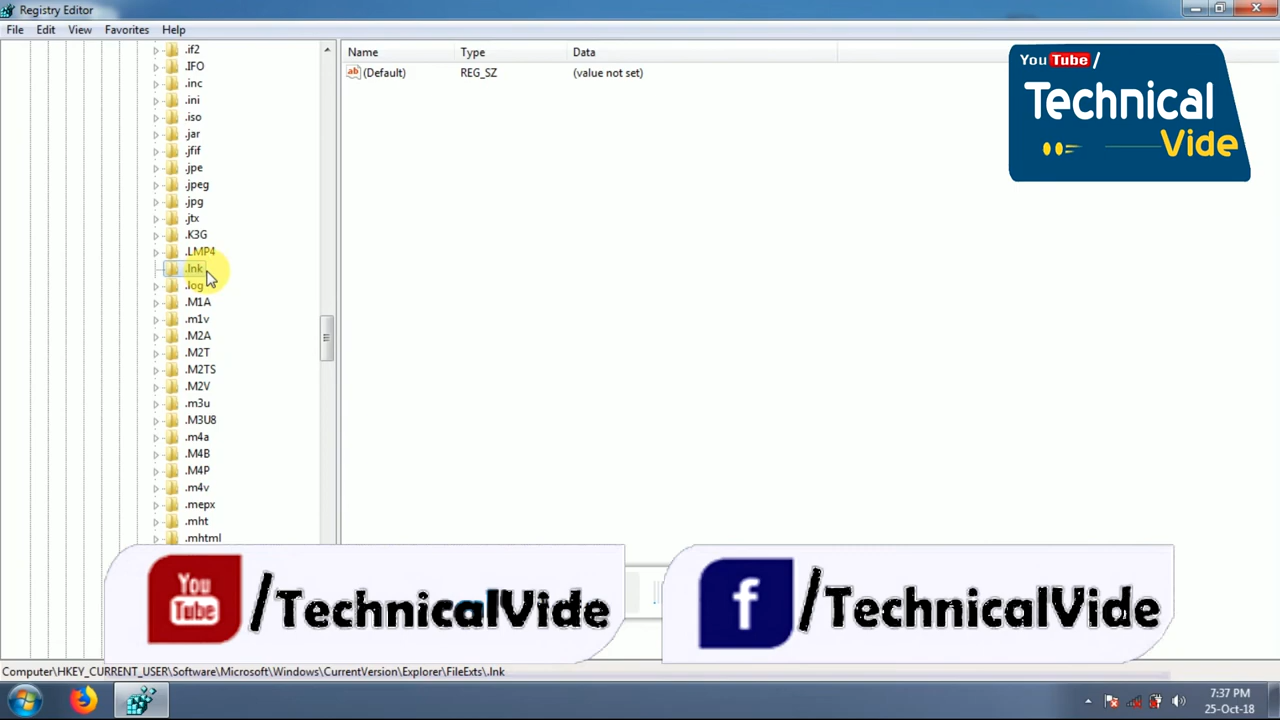 Registry Editor
File Edit View Favorites Help
Name Type Data
(Default) REG_SZ (value not set)
.if2
.IFO
.inc
.ini
.iso
.jar
.jfif
.jpe
.jpeg
.jpg
.jtx
.K3G
.LMP4
.lnk
.log
.M1A
.m1v
.M2A
.M2T
.M2TS
.M2V
.m3u
.M3U8
.m4a
.M4B
.M4P
.m4v
.mepx
.mht
.mhtml
You Tube /
Technical
Vide
You Tube /TechnicalVide
f /TechnicalVide
Computer\HKEY_CURRENT_USER\Software\Microsoft\Windows\CurrentVersion\Explorer\FileExts\.lnk
7:37 PM
25-Oct-18